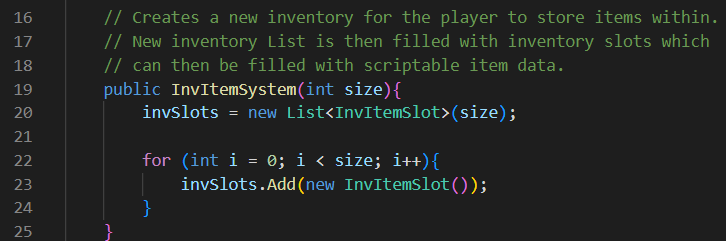 16 // Creates a new inventory for the player to store items within.
17 // New inventory List is then filled with inventory slots which
18 // can then be filled with scriptable item data.
19 public InvItemSystem(int size){
20 invSlots = new List<InvItemSlot>(size);
21
22 for (int i = 0; i < size; i++){
23 invSlots.Add(new InvItemSlot());
24 }
25 }